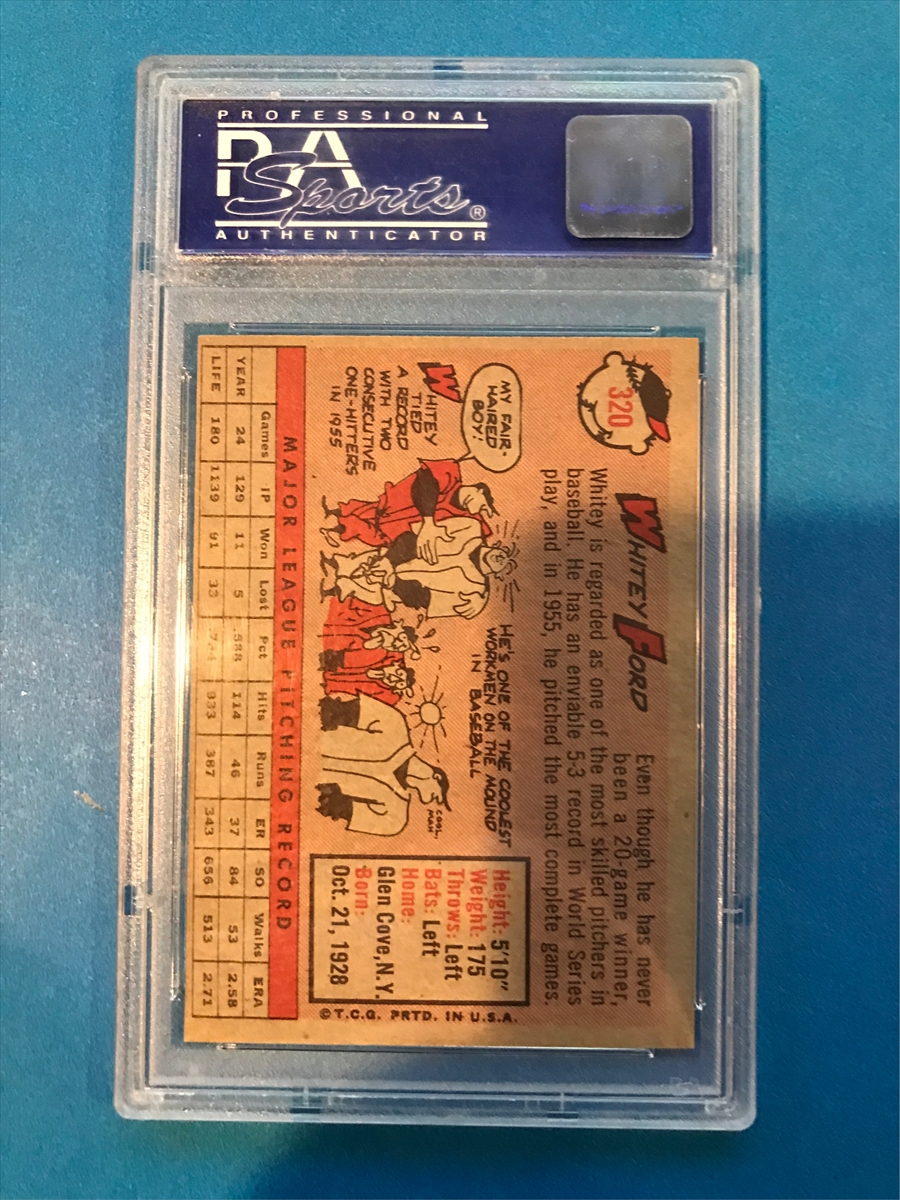 PROFESSIONAL
PSA
Sports®
AUTHENTICATOR
320
WHITEY FORD
Even though he has never
been a 20-game winner,
Whitey is regarded as one of the most skilled pitchers in
baseball. He has an enviable 5-3 record in World Series
play, and in 1955, he pitched the most complete games.
MY FAIR-
HAIRED
BOY!
WHITEY
TIED
A RECORD
WITH TWO
CONSECUTIVE
ONE-HITTERS
IN 1955
HE'S ONE OF THE COOLEST
WORKMEN ON THE MOUND
IN BASEBALL
COOL,
MAN
Height: 5'10"
Weight: 175
Throws: Left
Bats: Left
Home:
Glen Cove, N.Y.
Born:
Oct. 21, 1928
©T.C.G. PRTD. IN U.S.A.
MAJOR LEAGUE PITCHING RECORD
Games IP Won Lost Pct Hits Runs ER SO Walks ERA
YEAR 24 129 11 5 .688 114 46 37 84 53 2.58
LIFE 180 1139 91 933 387 343 656 513 2.71